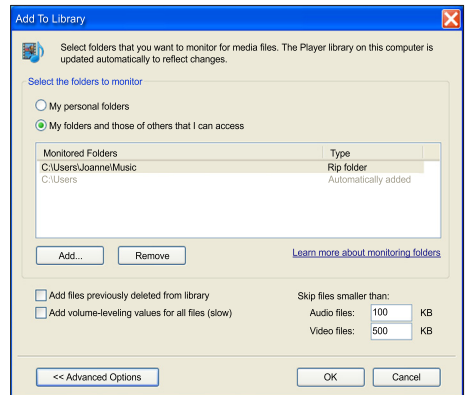 Add To Library
Select folders that you want to monitor for media files. The Player library on this computer is
updated automatically to reflect changes.
Select the folders to monitor
My personal folders
My folders and those of others that I can access
Monitored Folders Type
C:\Users\Joanne\Music Rip folder
C:\Users Automatically added
Add... Remove Learn more about monitoring folders
Add files previously deleted from library Skip files smaller than:
Add volume-leveling values for all files (slow) Audio files: 100 KB
Video files: 500 KB
<< Advanced Options OK Cancel